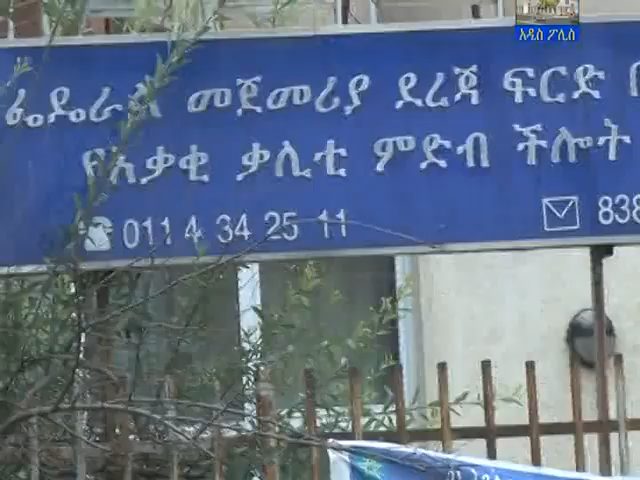 አዲስ ፖሊስ
ፌዴራል መጀመሪያ ደረጃ ፍርድ
የአቃቂ ቃሊቲ ምድብ ችሎት
011 4 34 25 11
838